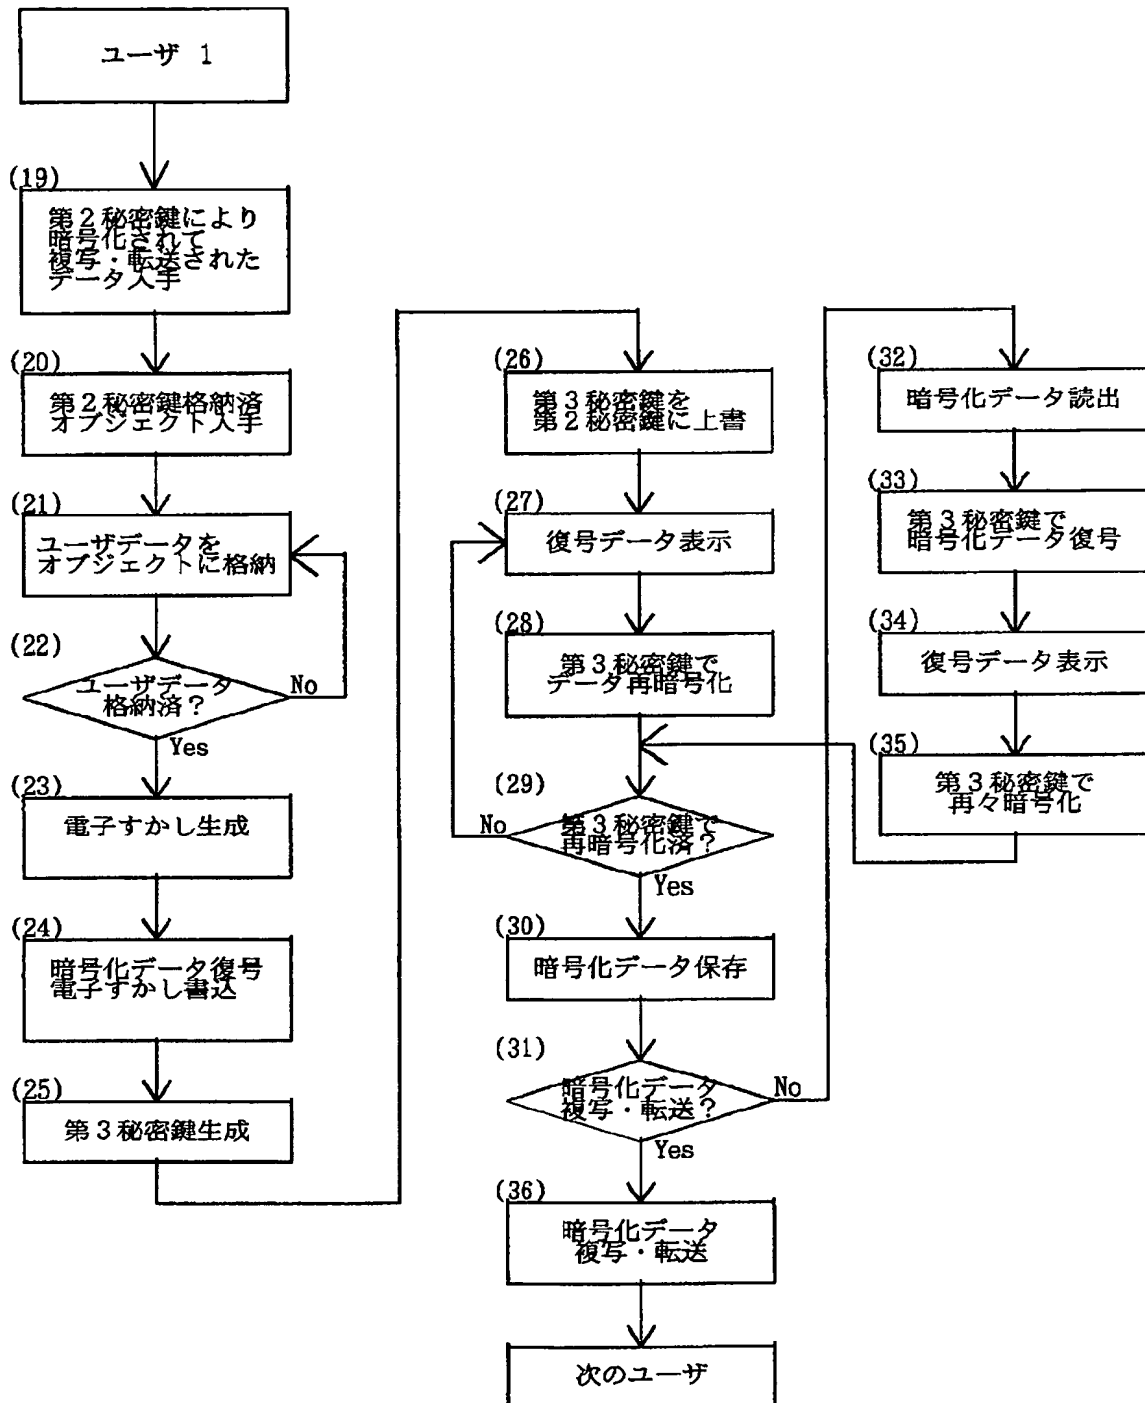 ユーザ 1
(19)
第2秘密鍵により
暗号化されて
複写・転送された
データ入手
(20)
第2秘密鍵格納済
オブジェクト入手
(21)
ユーザデータを
オブジェクトに格納
(22)
ユーザデータ
格納済?
No
Yes
(23)
電子すかし生成
(24)
暗号化データ復号
電子すかし書込
(25)
第3秘密鍵生成
(26)
第3秘密鍵を
第2秘密鍵に上書
(27)
復号データ表示
(28)
第3秘密鍵で
データ再暗号化
(29)
第3秘密鍵で
再暗号化済?
No
Yes
(30)
暗号化データ保存
(31)
暗号化データ
複写・転送?
No
Yes
(32)
暗号化データ読出
(33)
第3秘密鍵で
暗号化データ復号
(34)
復号データ表示
(35)
第3秘密鍵で
再々暗号化
(36)
暗号化データ
複写・転送
次のユーザ